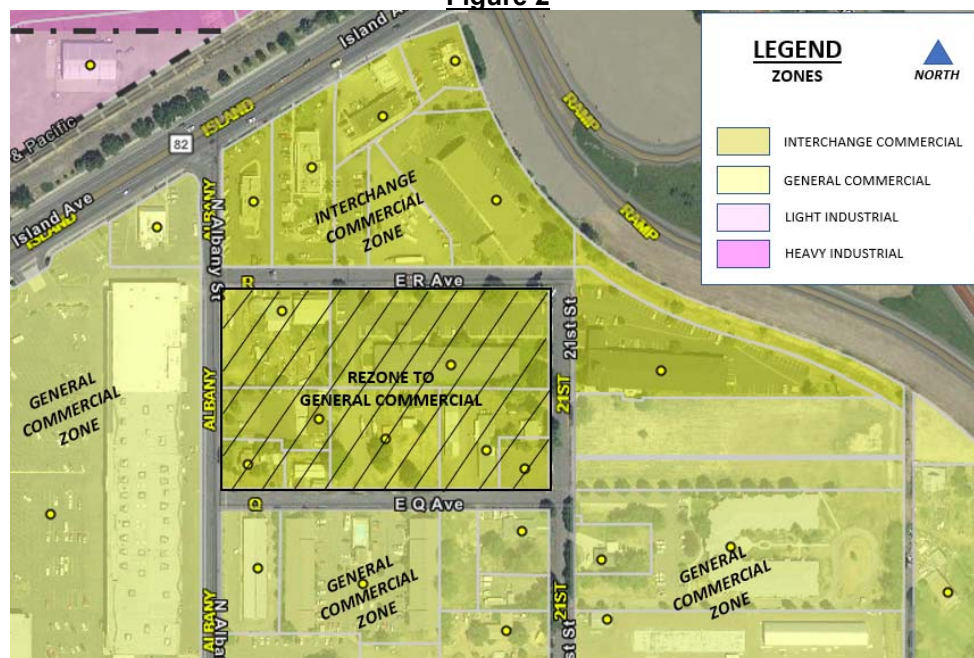 Figure 2
LEGEND
ZONES
NORTH
INTERCHANGE COMMERCIAL
GENERAL COMMERCIAL
LIGHT INDUSTRIAL
HEAVY INDUSTRIAL
Island Av
ISLAND
RAMP
& Pacific
82
Island Ave
ISLAND
ALBANY
N Albany St
INTERCHANGE
COMMERCIAL
ZONE
RAMP
R
E R Ave
21st St
GENERAL
COMMERCIAL
ZONE
ALBANY
REZONE TO
GENERAL COMMERCIAL
21ST
Q
E Q Ave
GENERAL
COMMERCIAL
ZONE
GENERAL
COMMERCIAL
ZONE
ALBANY
N Alba
21ST
st St